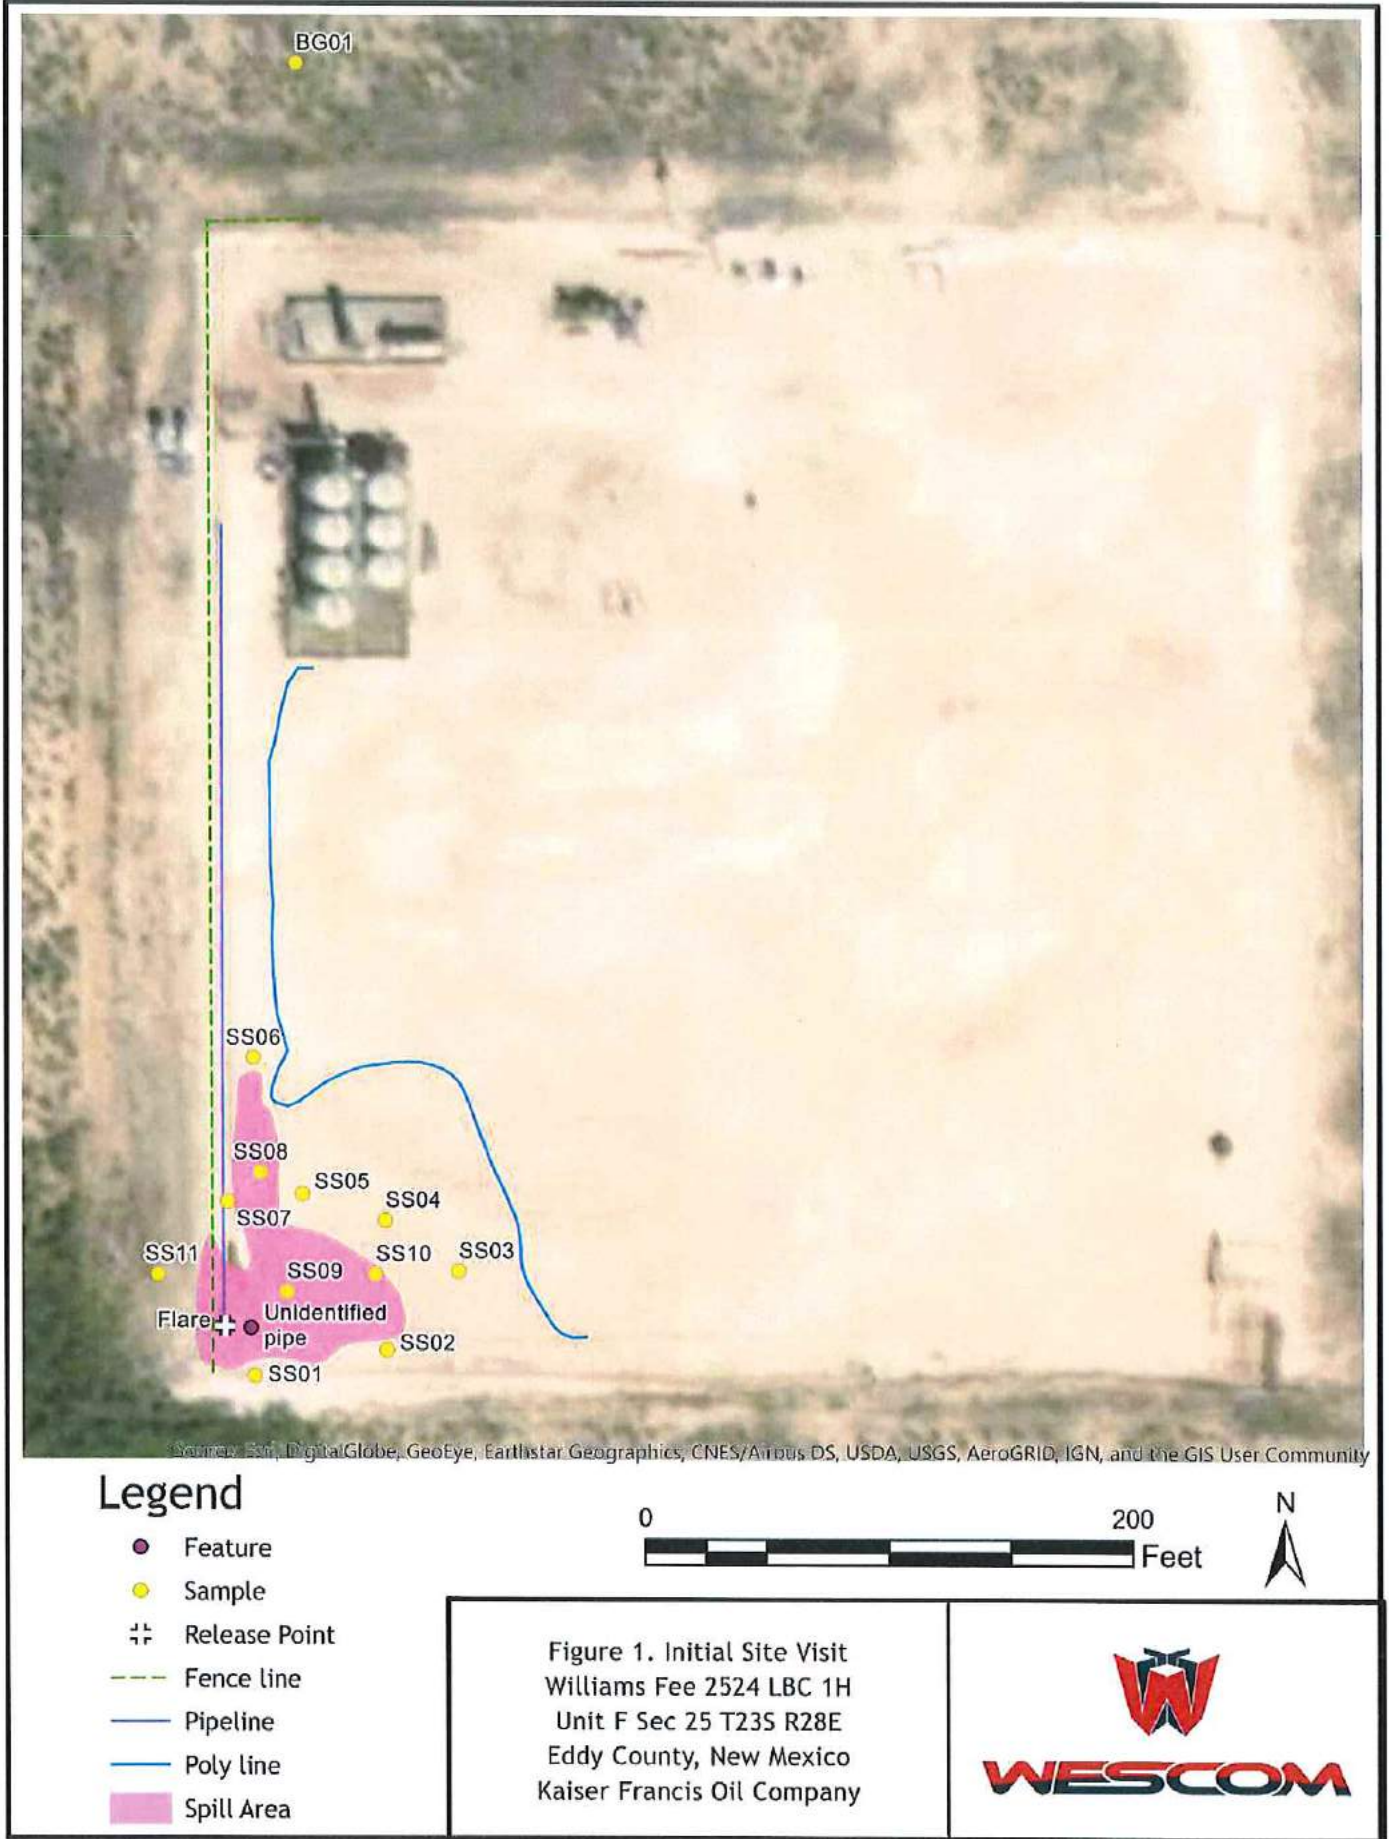 BG01
SS06
SS08
SS05
SS04
SS07
SS11
SS10
SS03
SS09
Flare
Unidentified
pipe
SS02
SS01
Source: Esri, DigitalGlobe, GeoEye, Earthstar Geographics, CNES/Airbus DS, USDA, USGS, AeroGRID, IGN, and the GIS User Community
Legend
Feature
Sample
Release Point
Fence line
Pipeline
Poly line
Spill Area
0 200
Feet
N
Figure 1. Initial Site Visit
Williams Fee 2524 LBC 1H
Unit F Sec 25 T23S R28E
Eddy County, New Mexico
Kaiser Francis Oil Company
W
WESCOM